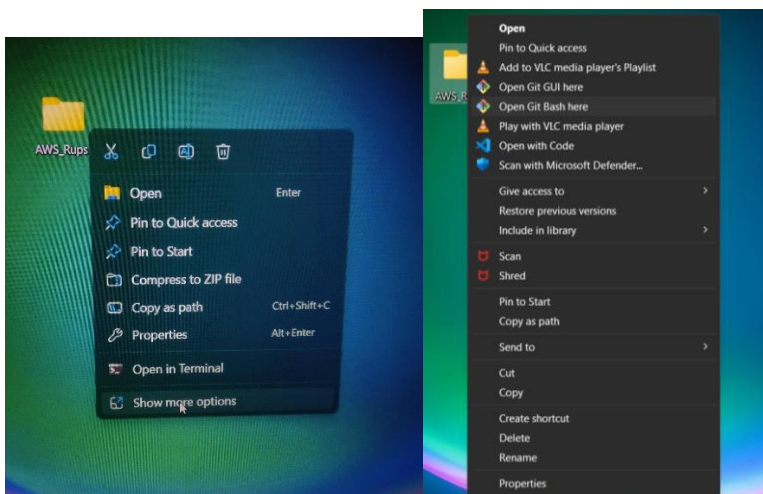 AWS_Rups
Open Enter
Pin to Quick access
Pin to Start
Compress to ZIP file
Copy as path Ctrl+Shift+C
Properties Alt+Enter
Open in Terminal
Show more options
AWS_R
Open
Pin to Quick access
Add to VLC media player's Playlist
Open Git GUI here
Open Git Bash here
Play with VLC media player
Open with Code
Scan with Microsoft Defender...
Give access to
Restore previous versions
Include in library
Scan
Shred
Pin to Start
Copy as path
Send to
Cut
Copy
Create shortcut
Delete
Rename
Properties